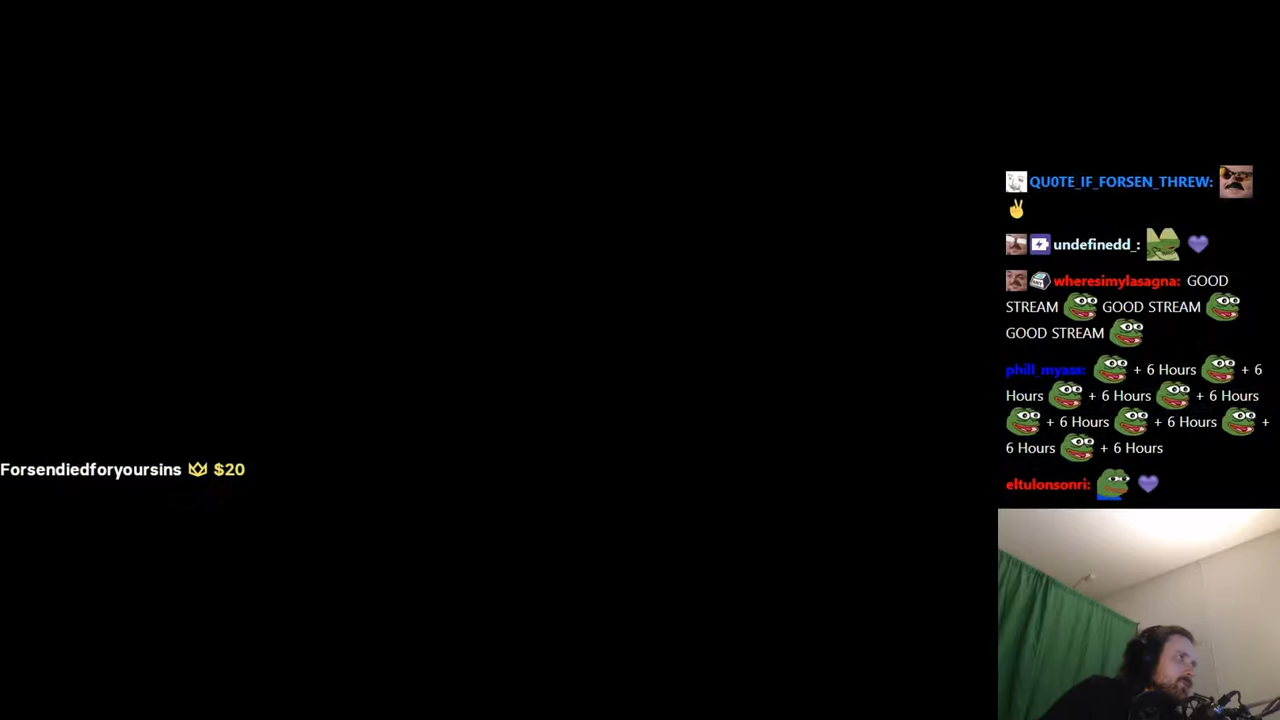 QU0TE_IF_FORSEN_THREW:
undefinedd_:
wheresimylasagna: GOOD
STREAM GOOD STREAM
GOOD STREAM
phill_myass: + 6 Hours + 6
Hours + 6 Hours + 6 Hours
+ 6 Hours + 6 Hours +
6 Hours + 6 Hours
Forsendiedforyoursins $20
eltulonsonri: